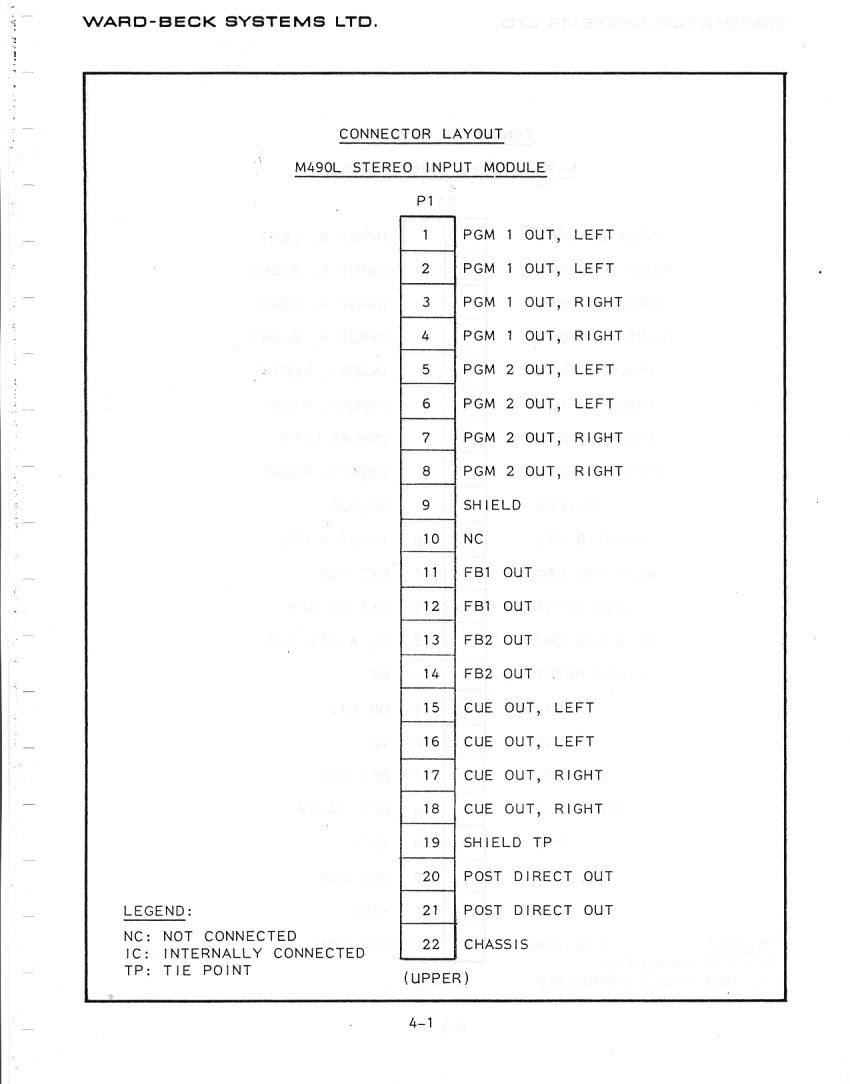 WARD-BECK SYSTEMS LTD.
CONNECTOR LAYOUT
M490L STEREO INPUT MODULE
P1
1 PGM 1 OUT, LEFT
2 PGM 1 OUT, LEFT
3 PGM 1 OUT, RIGHT
4 PGM 1 OUT, RIGHT
5 PGM 2 OUT, LEFT
6 PGM 2 OUT, LEFT
7 PGM 2 OUT, RIGHT
8 PGM 2 OUT, RIGHT
9 SHIELD
10 NC
11 FB1 OUT
12 FB1 OUT
13 FB2 OUT
14 FB2 OUT
15 CUE OUT, LEFT
16 CUE OUT, LEFT
17 CUE OUT, RIGHT
18 CUE OUT, RIGHT
19 SHIELD TP
20 POST DIRECT OUT
21 POST DIRECT OUT
22 CHASSIS
(UPPER)
LEGEND:
NC: NOT CONNECTED
IC: INTERNALLY CONNECTED
TP: TIE POINT
4-1